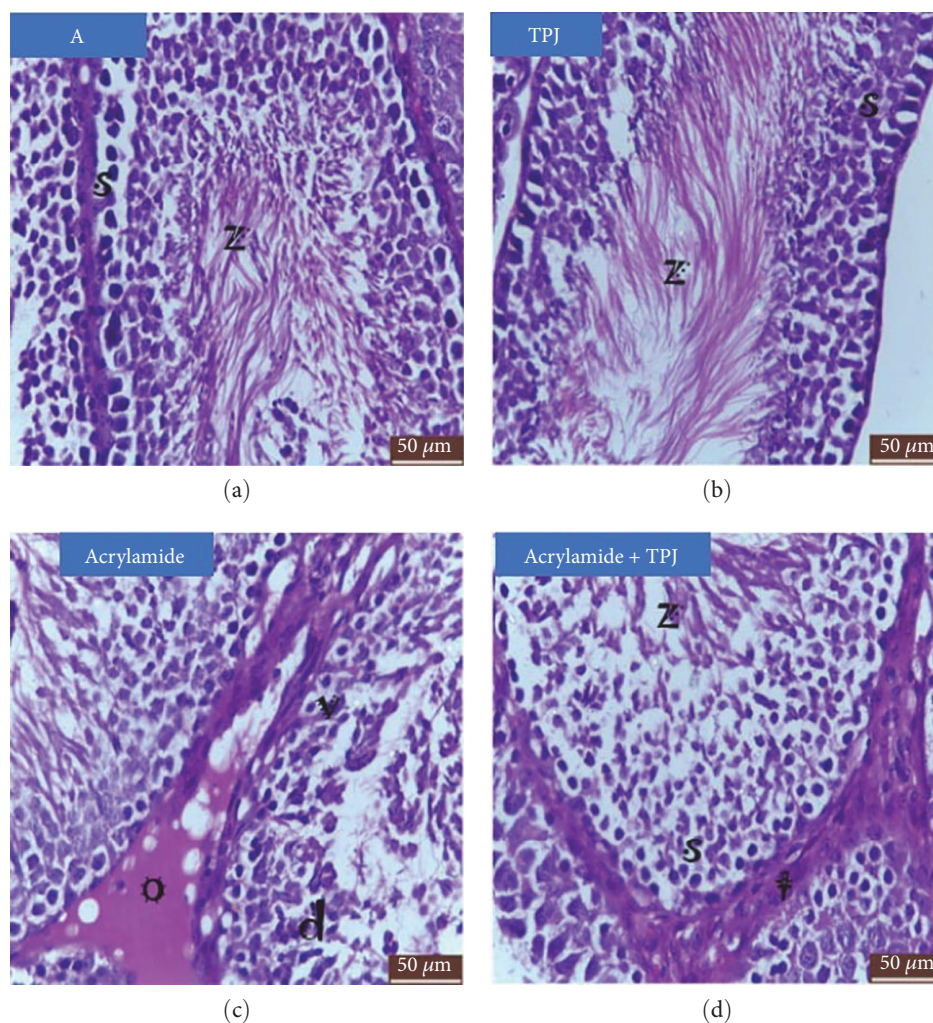 A
TPJ
s
Z
s
Z
50 μm
50 μm
(a)
(b)
Acrylamide
Acrylamide + TPJ
Z
v
s
o
f
d
50 μm
50 μm
(c)
(d)